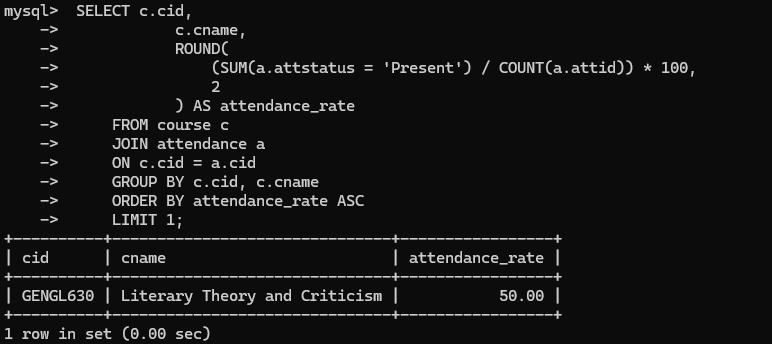 mysql>  SELECT c.cid,
    ->             c.cname,
    ->             ROUND(
    ->                 (SUM(a.attstatus = 'Present') / COUNT(a.attid)) * 100,
    ->                 2
    ->             ) AS attendance_rate
    ->      FROM course c
    ->      JOIN attendance a
    ->      ON c.cid = a.cid
    ->      GROUP BY c.cid, c.cname
    ->      ORDER BY attendance_rate ASC
    ->      LIMIT 1;
+----------+-------------------------------+-----------------+
| cid      | cname                         | attendance_rate |
+----------+-------------------------------+-----------------+
| GENGL630 | Literary Theory and Criticism |           50.00 |
+----------+-------------------------------+-----------------+
1 row in set (0.00 sec)